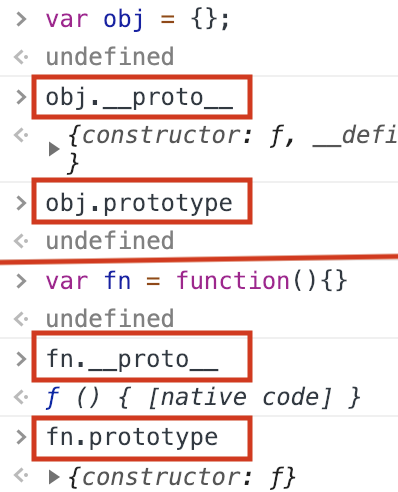 > var obj = {};
<· undefined
> obj.__proto__
<· ▶ {constructor: ƒ, __defi
}
> obj.prototype
<· undefined
> var fn = function(){}
<· undefined
> fn.__proto__
<· ƒ () { [native code] }
> fn.prototype
<· ▶ {constructor: ƒ}